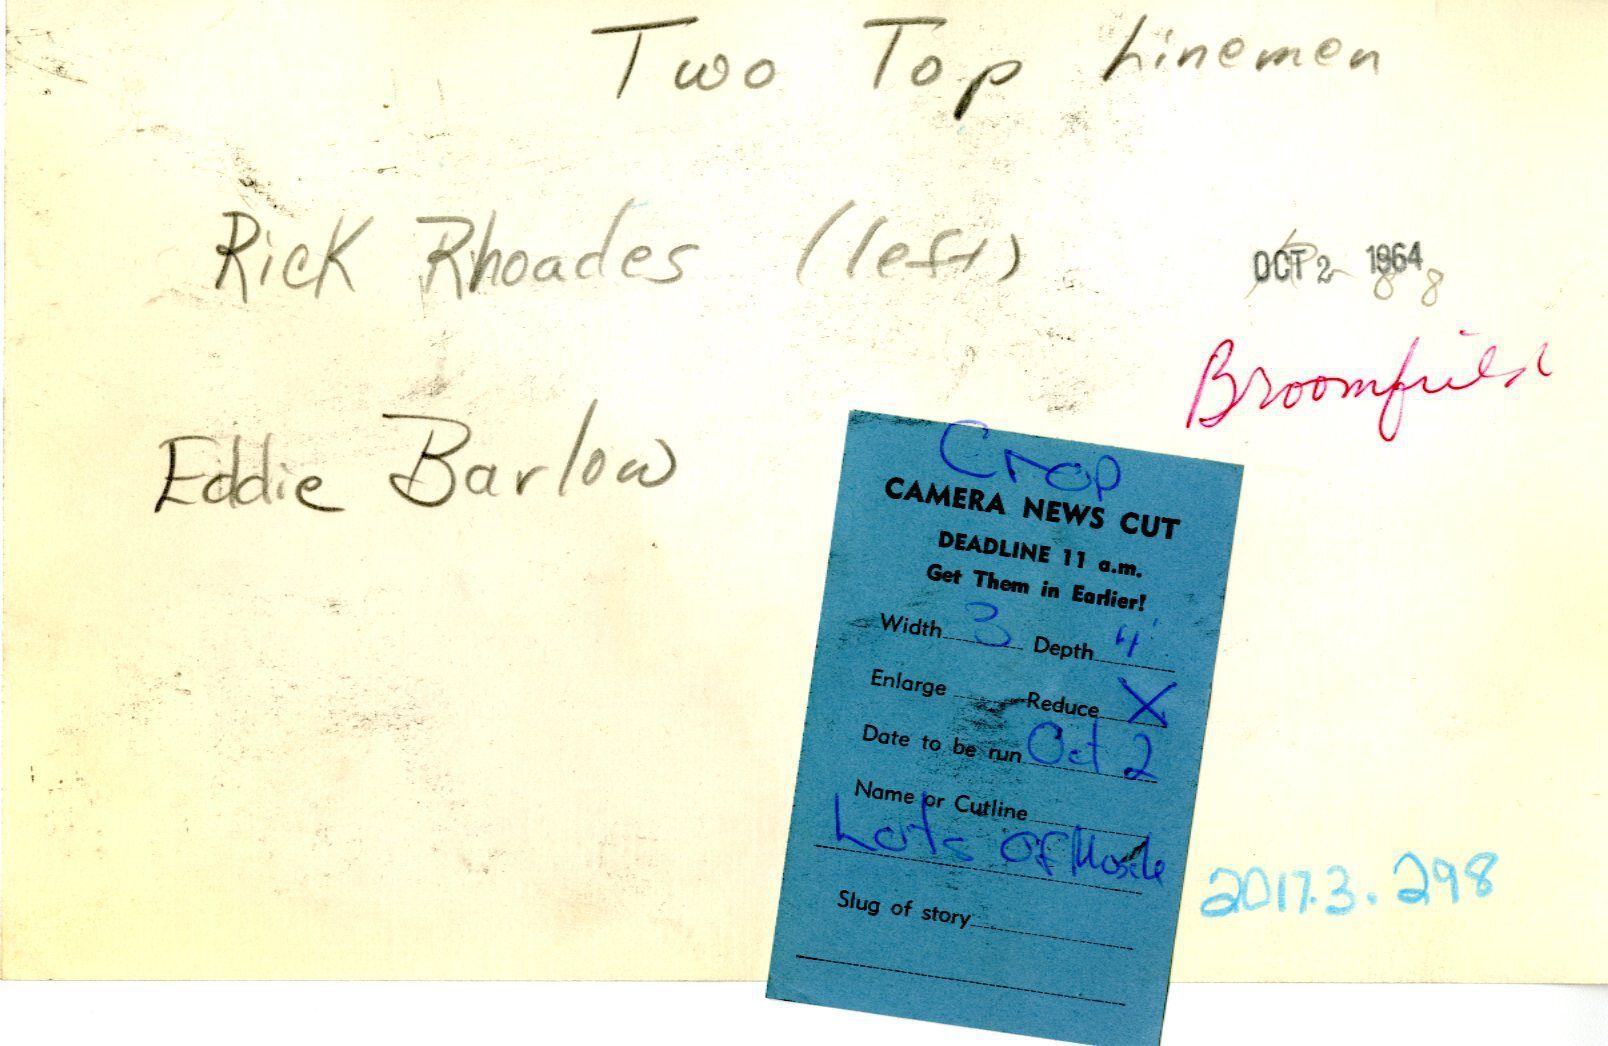 Two Top Linemen
Rick Rhoades (left)
OCT 2 1964
88
Broomfield
Eddie Barlow
Crop
CAMERA NEWS CUT
DEADLINE 11 a.m.
Get Them in Earlier!
Width 3 Depth 4"
Enlarge Reduce X
Date to be run Oct 2
Name or Cutline
Lots Of Muscle
Slug of story
2017.3.298